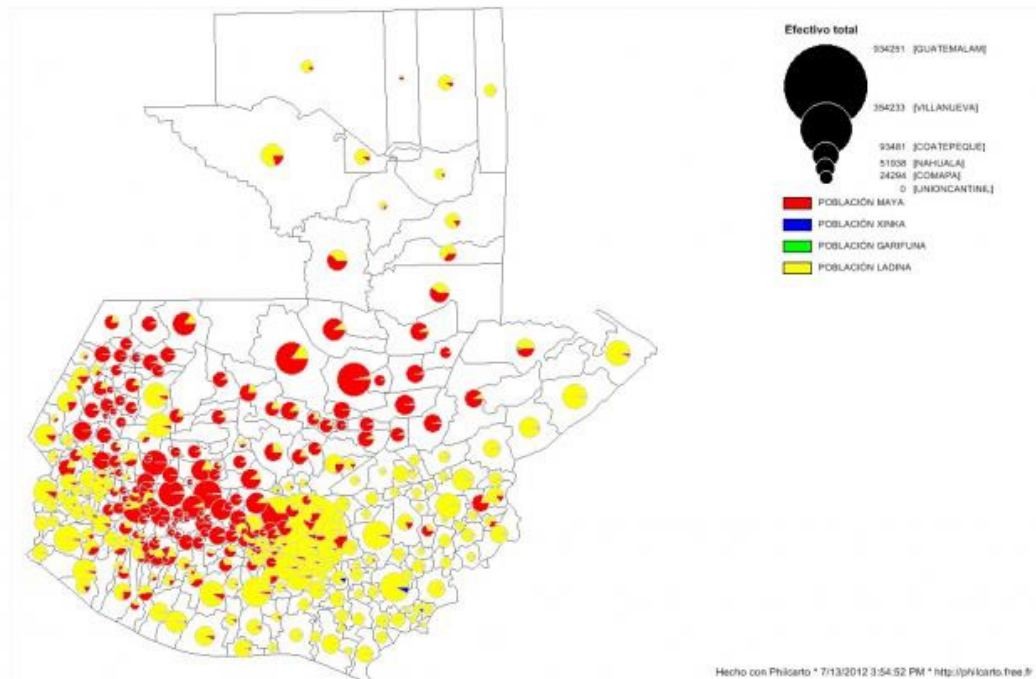 Efectivo total
934251 [GUATEMALAM]
354233 [VILLANUEVA]
93481 [COATEPEQUE]
51938 [NAHUALA]
24294 [COMAPA]
0 [UNIONCANTINIL]
POBLACIÓN MAYA
POBLACIÓN XINKA
POBLACIÓN GARIFUNA
POBLACIÓN LADINA
Hecho con Philcarto * 7/13/2012 3:54:52 PM * http://philcarto.free.fr